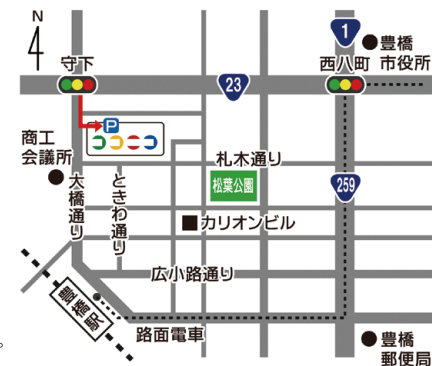 N
守下
1
豊橋
市役所
西八町
23
P
商工
会議所
札木通り
松葉公園
259
大橋通り
ときわ通り
カリオンビル
広小路通り
豊橋駅
路面電車
豊橋
郵便局
。